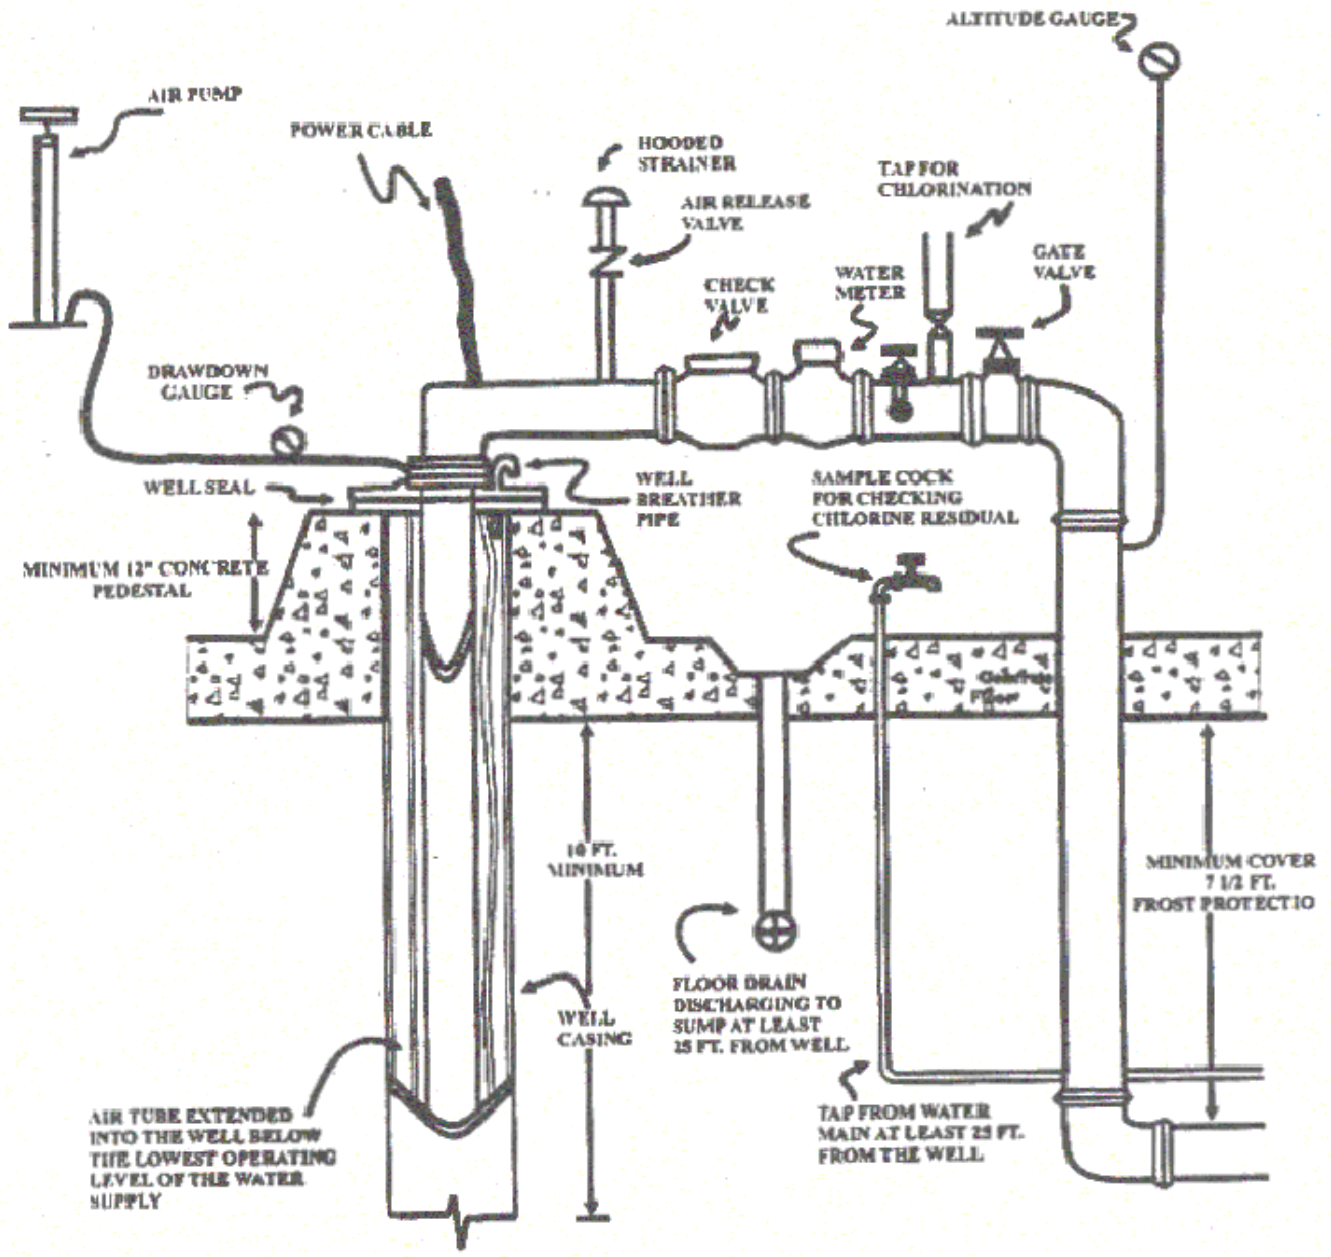 ALTITUDE GAUGE
AIR PUMP
POWER CABLE
HOODED
STRAINER
AIR RELEASE
VALVE
TAP FOR
CHLORINATION
GATE
VALVE
WATER
METER
CHECK
VALVE
DRAWDOWN
GAUGE
WELL SEAL
WELL
BREATHER
PIPE
SAMPLE COCK
FOR CHECKING
CHLORINE RESIDUAL
MINIMUM 12" CONCRETE
PEDESTAL
Concrete
Floor
10 FT.
MINIMUM
MINIMUM COVER
7 1/2 FT.
FROST PROTECTIO
FLOOR DRAIN
DISCHARGING TO
SUMP AT LEAST
25 FT. FROM WELL
WELL
CASING
AIR TUBE EXTENDED
INTO THE WELL BELOW
THE LOWEST OPERATING
LEVEL OF THE WATER
SUPPLY
TAP FROM WATER
MAIN AT LEAST 25 FT.
FROM THE WELL